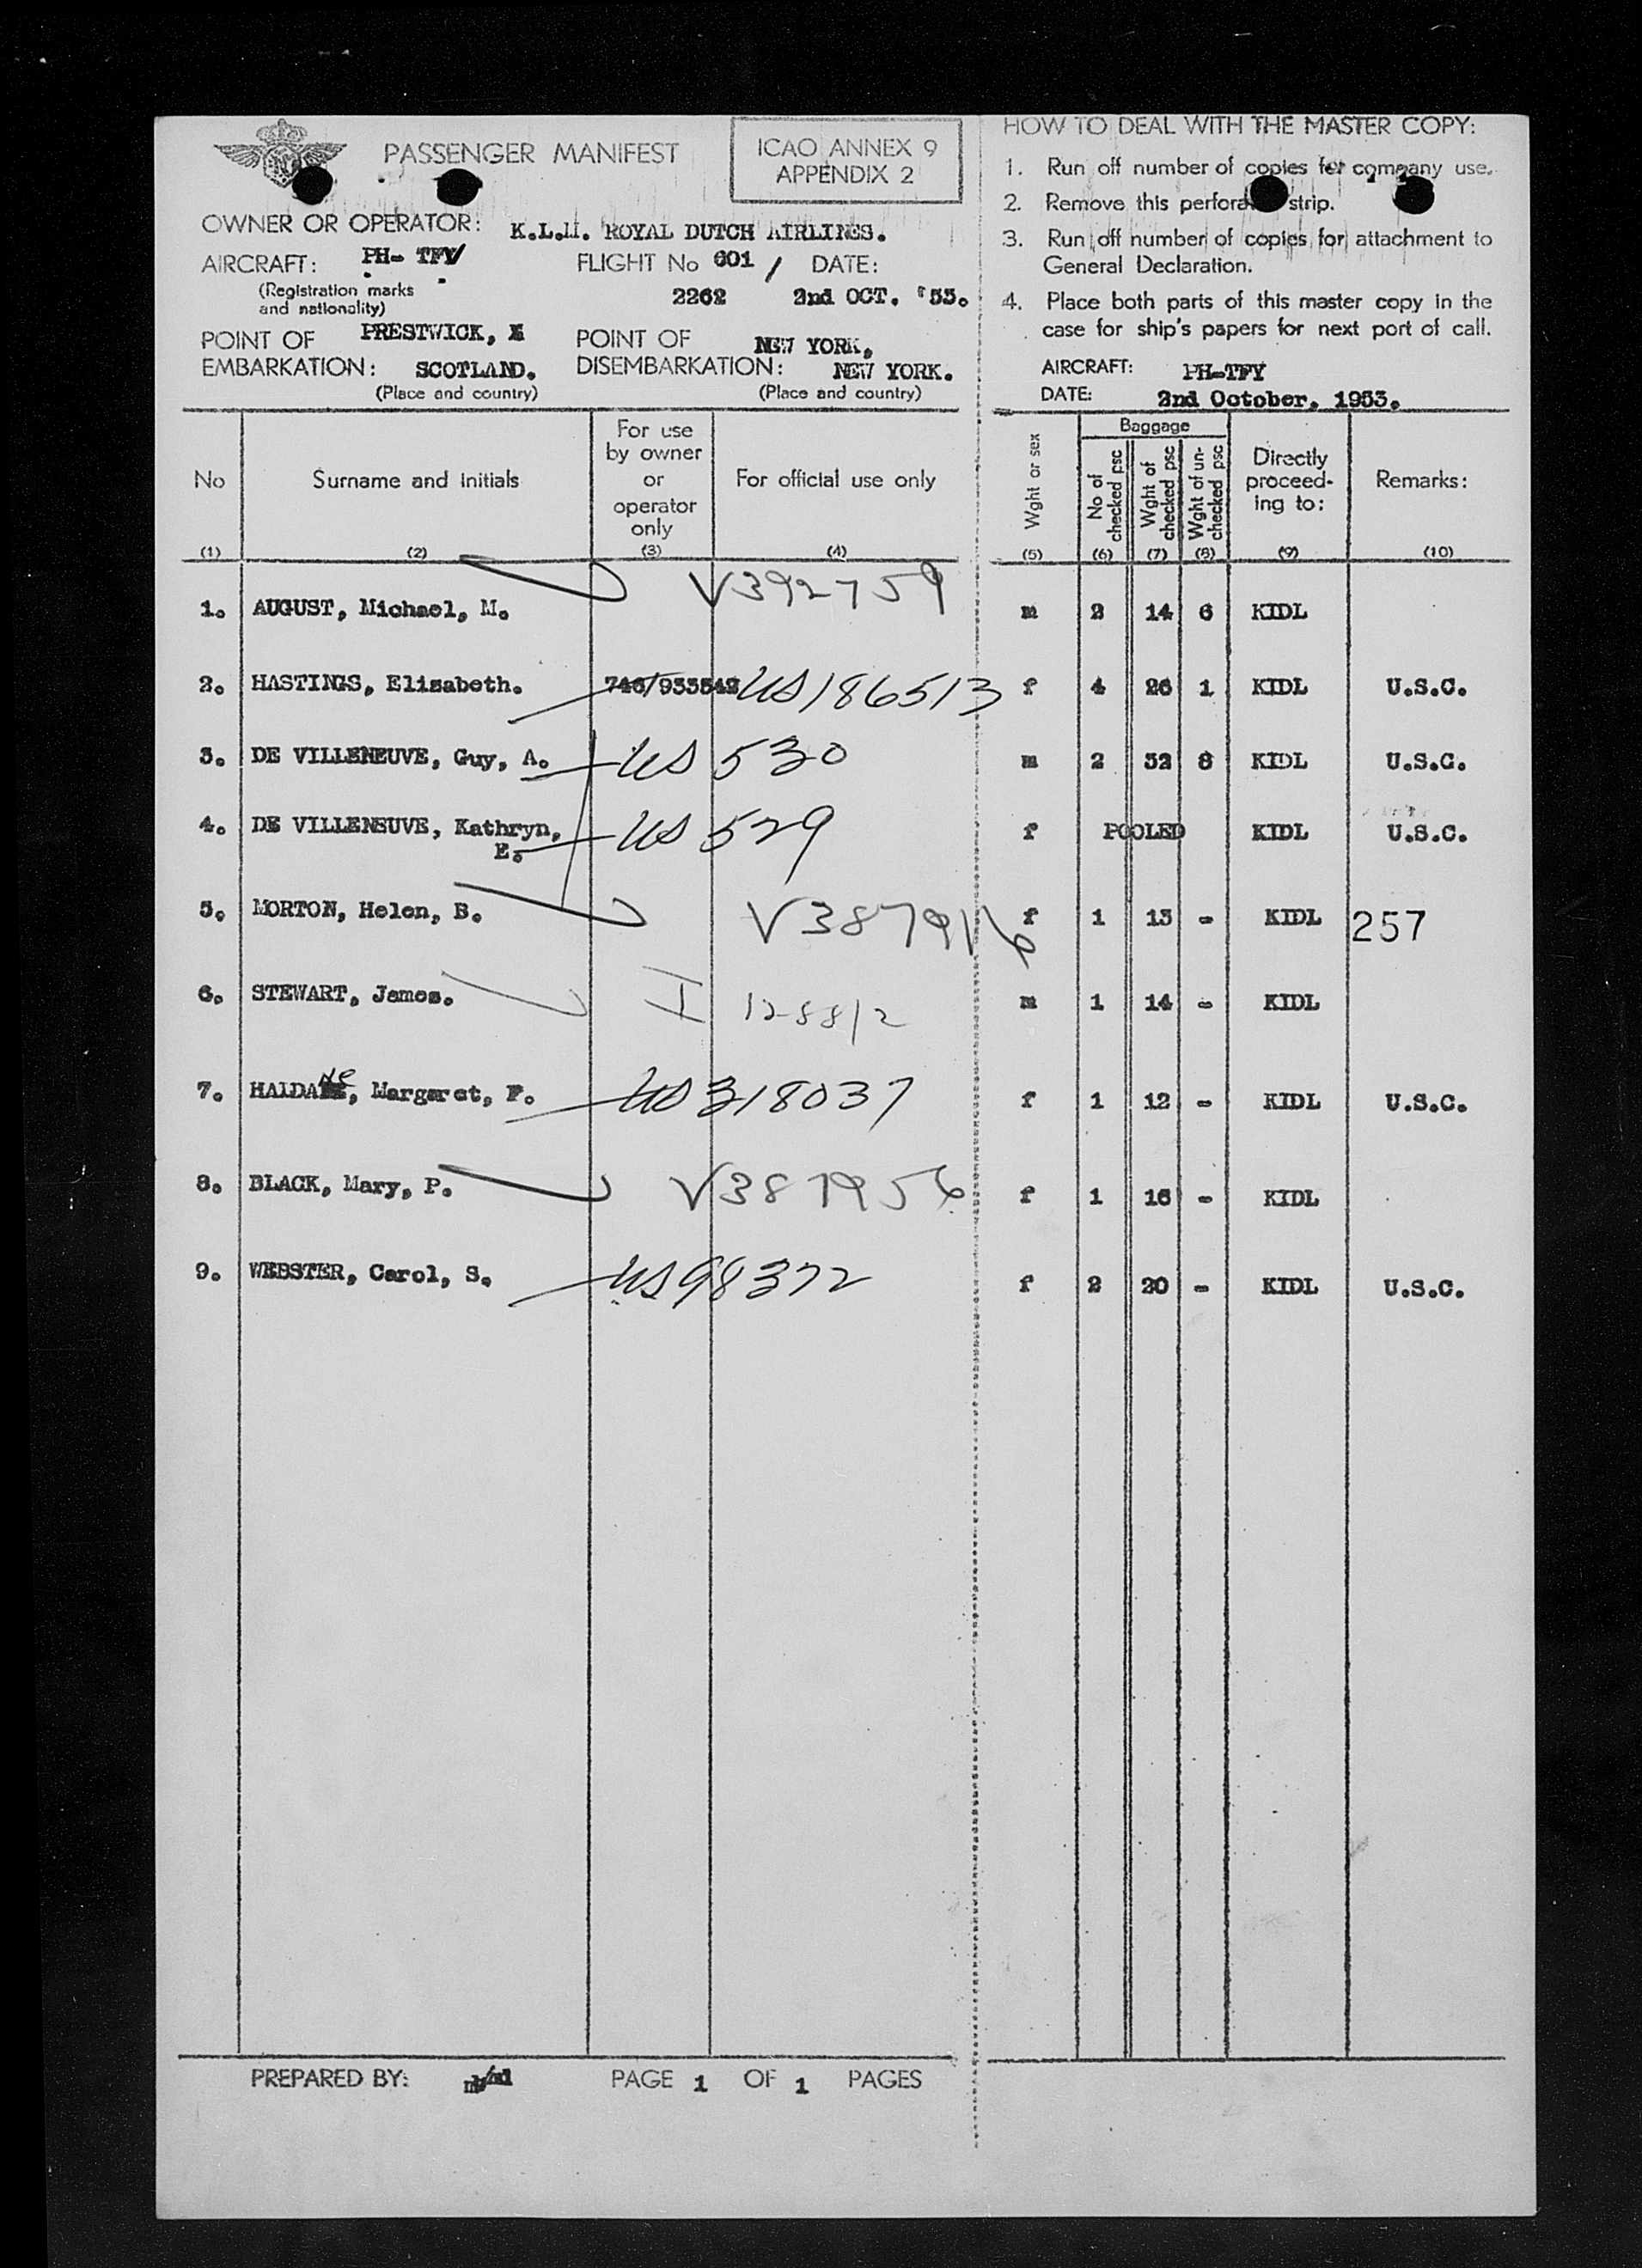 PASSENGER MANIFEST
ICAO ANNEX 9
APPENDIX 2
OWNER OR OPERATOR: K.L.M. ROYAL DUTCH AIRLINES.
AIRCRAFT: PH- TFY
FLIGHT No 601 / DATE:
(Registration marks
and nationality)
2262 2nd OCT. '53.
POINT OF PRESTWICK,
EMBARKATION: SCOTLAND.
(Place and country)
POINT OF NEW YORK,
DISEMBARKATION: NEW YORK.
(Place and country)
HOW TO DEAL WITH THE MASTER COPY:
1. Run off number of copies for company use.
2. Remove this strip.
3. Run off number of copies for attachment to
General Declaration.
4. Place both parts of this master copy in the
case for ship's papers for next port of call.
AIRCRAFT: PH-TFY
DATE: 2nd October. 1953.
No
(1)
Surname and Initials
(2)
For use
by owner
or
operator
only
(3)
For official use only
(4)
Wght or sex
(5)
Baggage
No of
checked psc
(6)
Wght of
checked psc
(7)
Wght of un-
checked psc
(8)
Directly
proceed-
ing to:
(9)
Remarks:
(10)
1. AUGUST, Michael, M. V392759 m 2 14 6 KIDL
2. HASTINGS, Elizabeth. 746/933542 US186513 f 4 26 1 KIDL U.S.C.
3. DE VILLENEUVE, Guy, A. US 530 m 2 32 8 KIDL U.S.C.
4. DE VILLENEUVE, Kathryn, US 529 f POOLED KIDL U.S.C.
E.
5. MORTON, Helen, B. V387916 f 1 13 - KIDL 257
6. STEWART, James. I 128812 m 1 14 - KIDL
7. HALDANE, Margaret, F. US 318037 f 1 12 - KIDL U.S.C.
8. BLACK, Mary, P. V387956 f 1 16 - KIDL
9. WEBSTER, Carol, S. US98372 f 2 20 - KIDL U.S.C.
PREPARED BY: PAGE 1 OF 1 PAGES